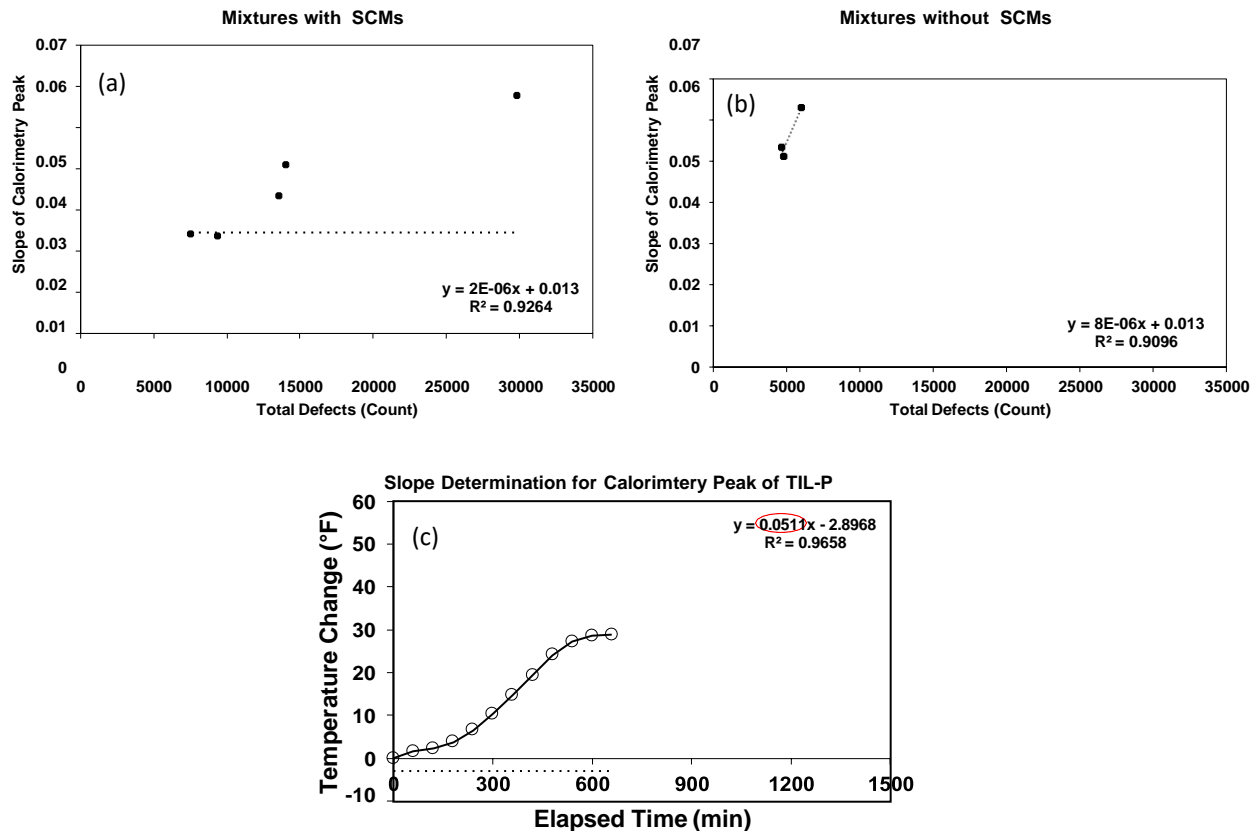 Mixtures with SCMs
(a)
Slope of Calorimetry Peak
0.07
0.06
0.05
0.04
0.03
0.02
0.01
0
y = 2E-06x + 0.013
R² = 0.9264
0 5000 10000 15000 20000 25000 30000 35000
Total Defects (Count)
Mixtures without SCMs
(b)
Slope of Calorimetry Peak
0.07
0.06
0.05
0.04
0.03
0.02
0.01
0
y = 8E-06x + 0.013
R² = 0.9096
0 5000 10000 15000 20000 25000 30000 35000
Total Defects (Count)
Slope Determination for Calorimtery Peak of TIL-P
(c)
Temperature Change (°F)
60
50
40
30
20
10
0
-10
y = 0.0511x - 2.8968
R² = 0.9658
0 300 600 900 1200 1500
Elapsed Time (min)